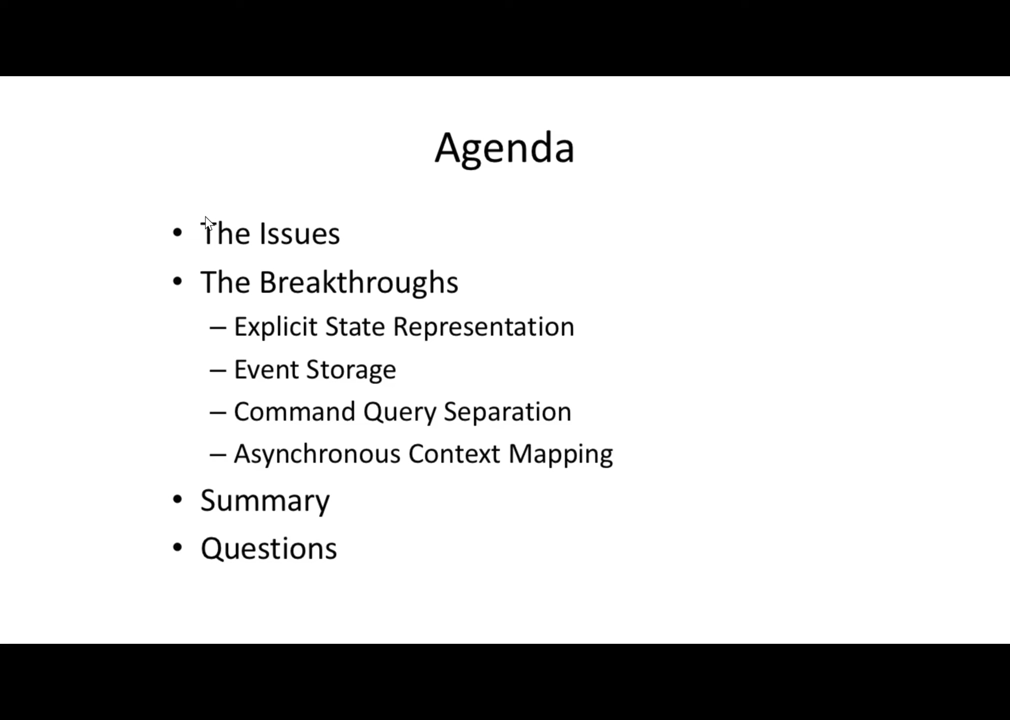 Agenda
• The Issues
• The Breakthroughs
– Explicit State Representation
– Event Storage
– Command Query Separation
– Asynchronous Context Mapping
• Summary
• Questions